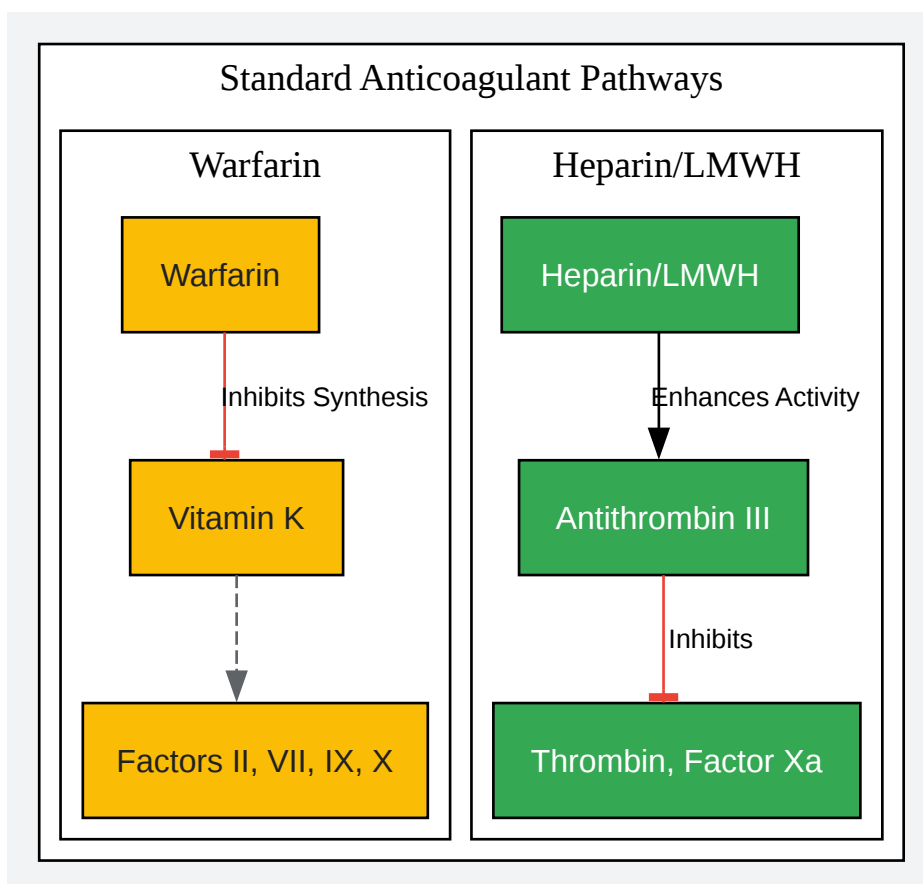 Standard Anticoagulant Pathways
Warfarin
Warfarin
Inhibits Synthesis
Vitamin K
Factors II, VII, IX, X
Heparin/LMWH
Heparin/LMWH
Enhances Activity
Antithrombin III
Inhibits
Thrombin, Factor Xa